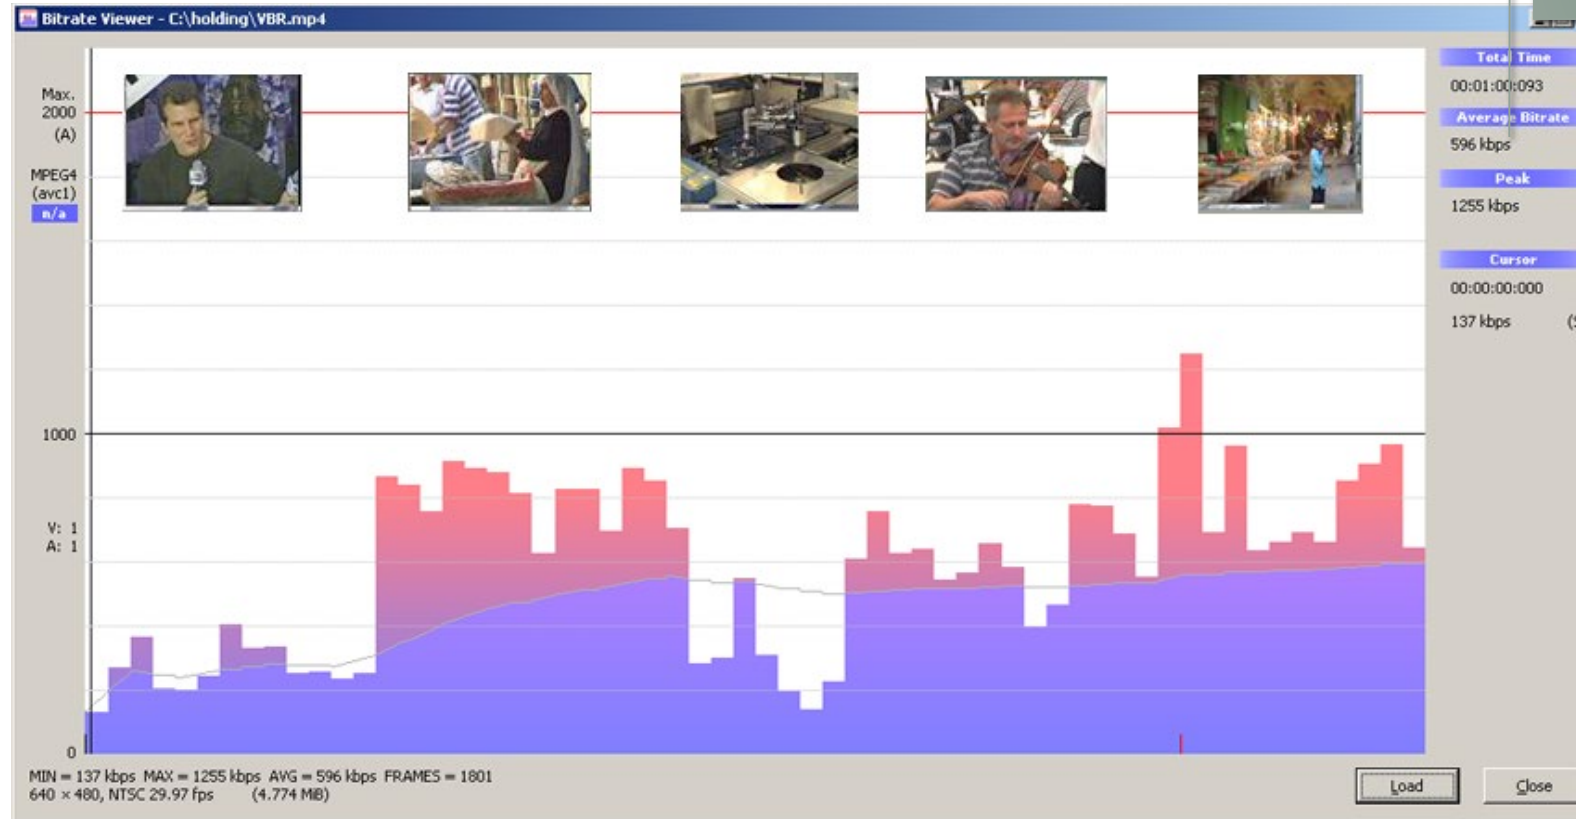 Bitrate Viewer - C:\holding\VBR.mp4
Max.
2000
(A)
MPEG4
(avc1)
n/a
1000
V: 1
A: 1
0
Total Time
00:01:00:093
Average Bitrate
596 kbps
Peak
1255 kbps
Cursor
00:00:00:000
137 kbps (S
MIN = 137 kbps MAX = 1255 kbps AVG = 596 kbps FRAMES = 1801
640 × 480, NTSC 29.97 fps (4.774 MiB)
Load
Close